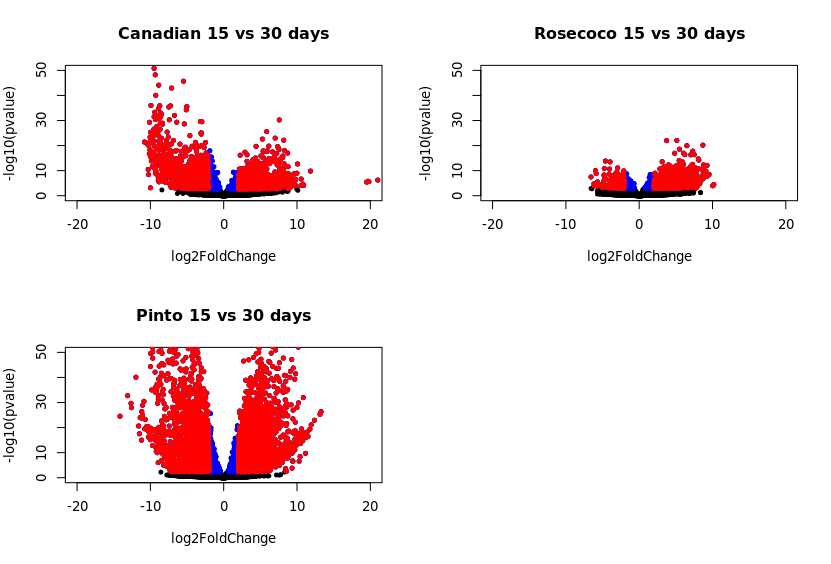 Canadian 15 vs 30 days
-log10(pvalue)
0 10 30 50
-20 -10 0 10 20
log2FoldChange
Rosecoco 15 vs 30 days
-log10(pvalue)
0 10 30 50
-20 -10 0 10 20
log2FoldChange
Pinto 15 vs 30 days
-log10(pvalue)
0 10 30 50
-20 -10 0 10 20
log2FoldChange